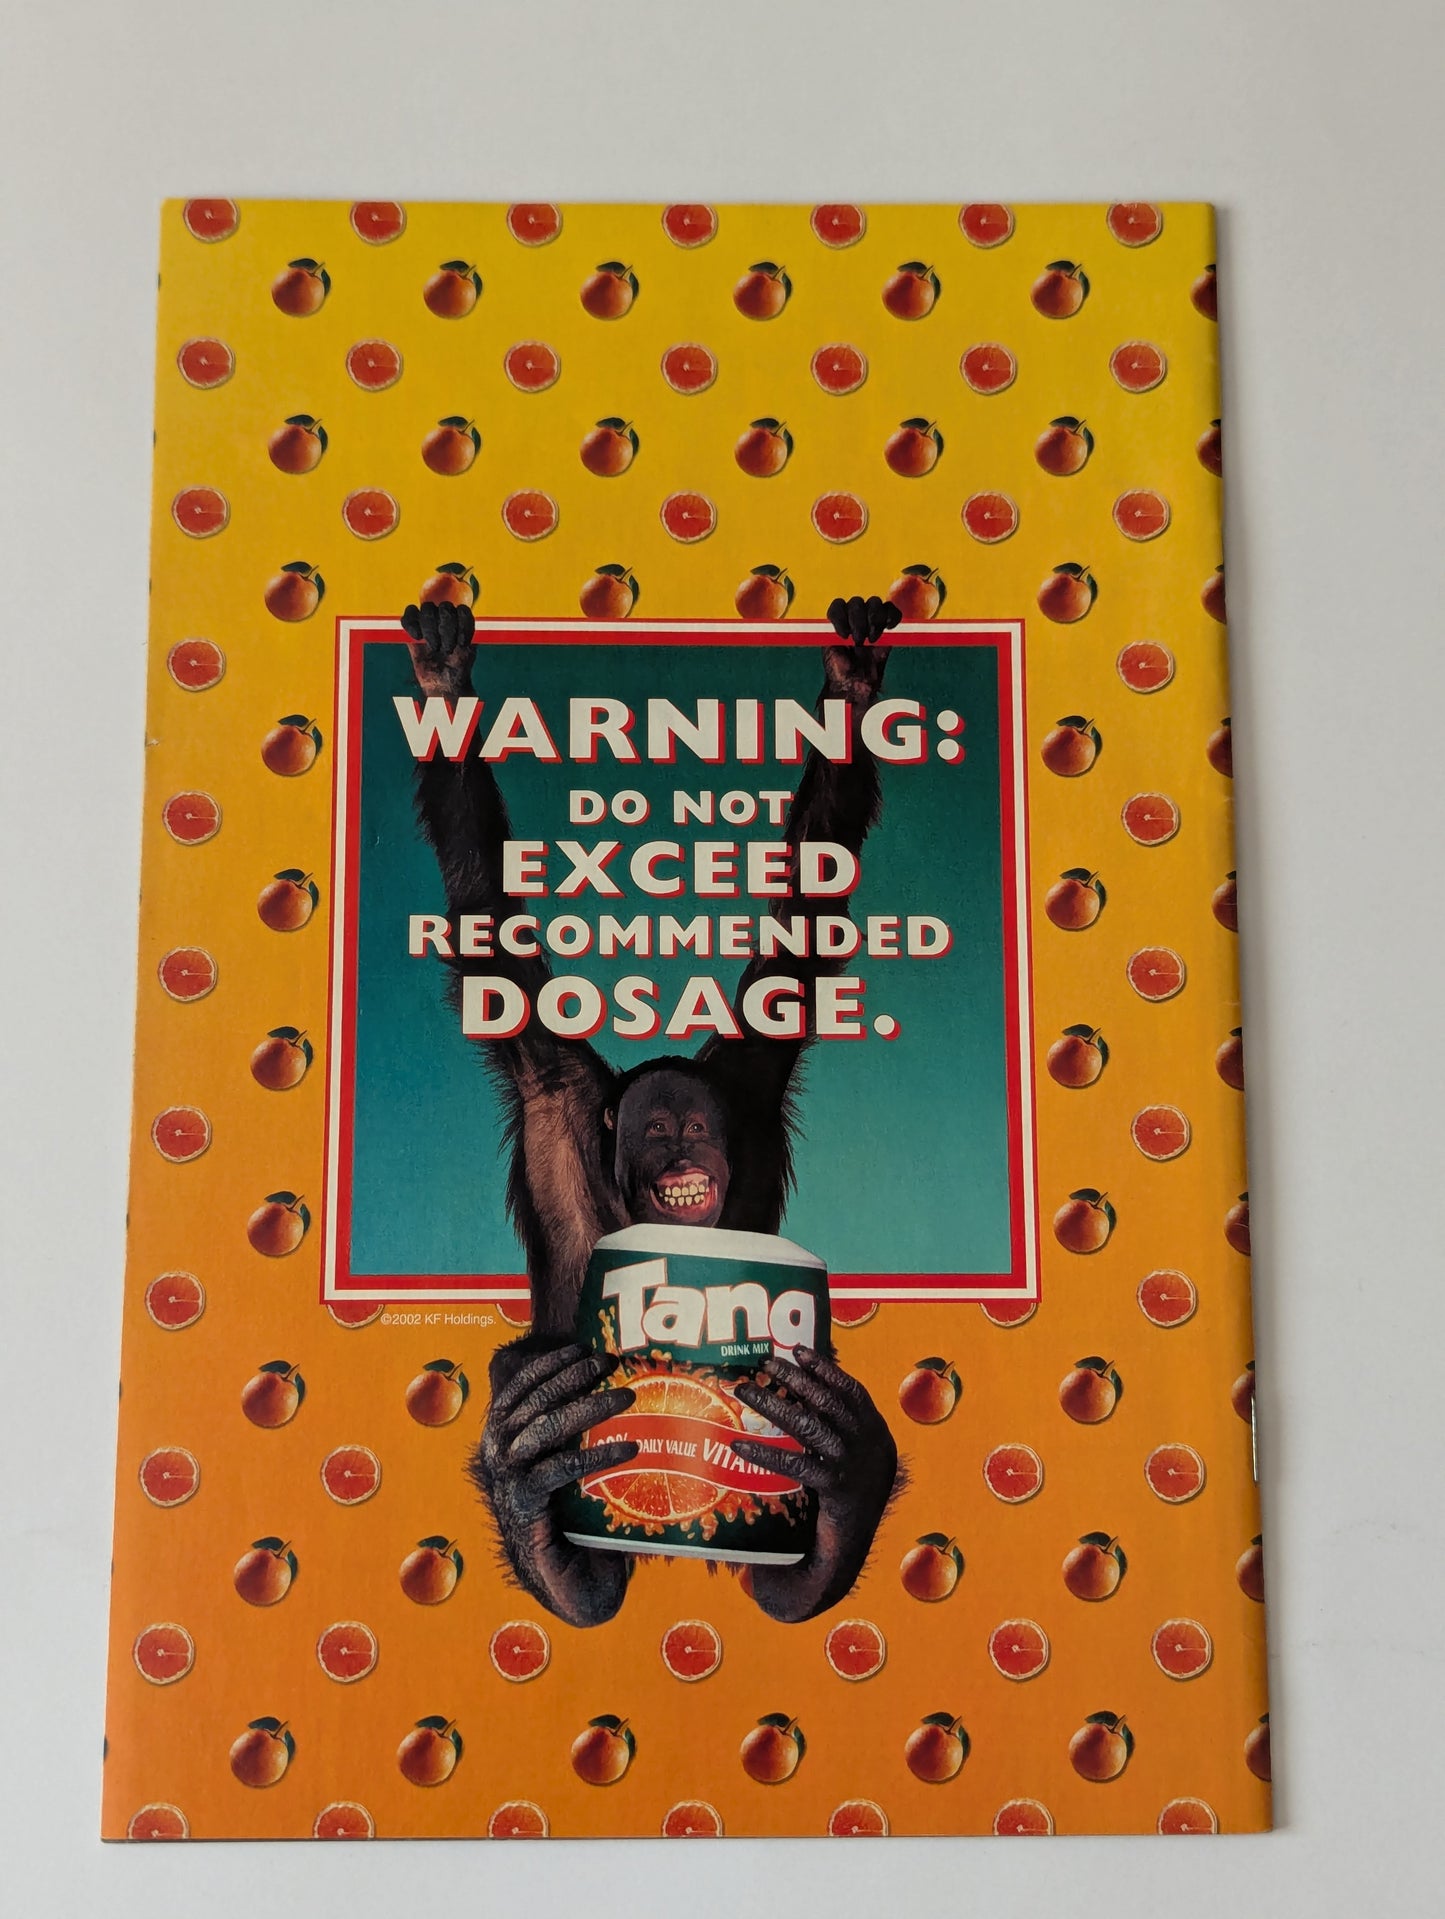 WARNING:
DO NOT
EXCEED
RECOMMENDED
DOSAGE.
Tang
DRINK MIX
©2002 KF Holdings.
DAILY VALUE